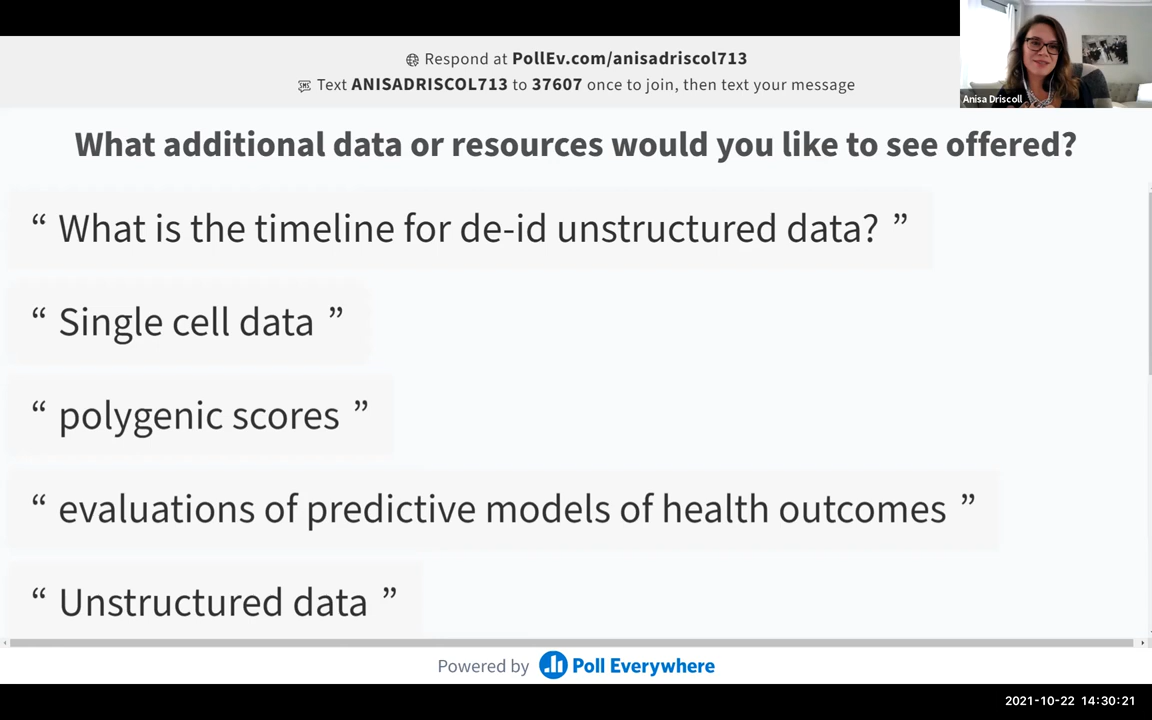 Respond at PollEv.com/anisadriscol713
Text ANISADRISCOL713 to 37607 once to join, then text your message
Anisa Driscoll
What additional data or resources would you like to see offered?
“ What is the timeline for de-id unstructured data? ”
“ Single cell data ”
“ polygenic scores ”
“ evaluations of predictive models of health outcomes ”
“ Unstructured data ”
Powered by Poll Everywhere
2021-10-22 14:30:21